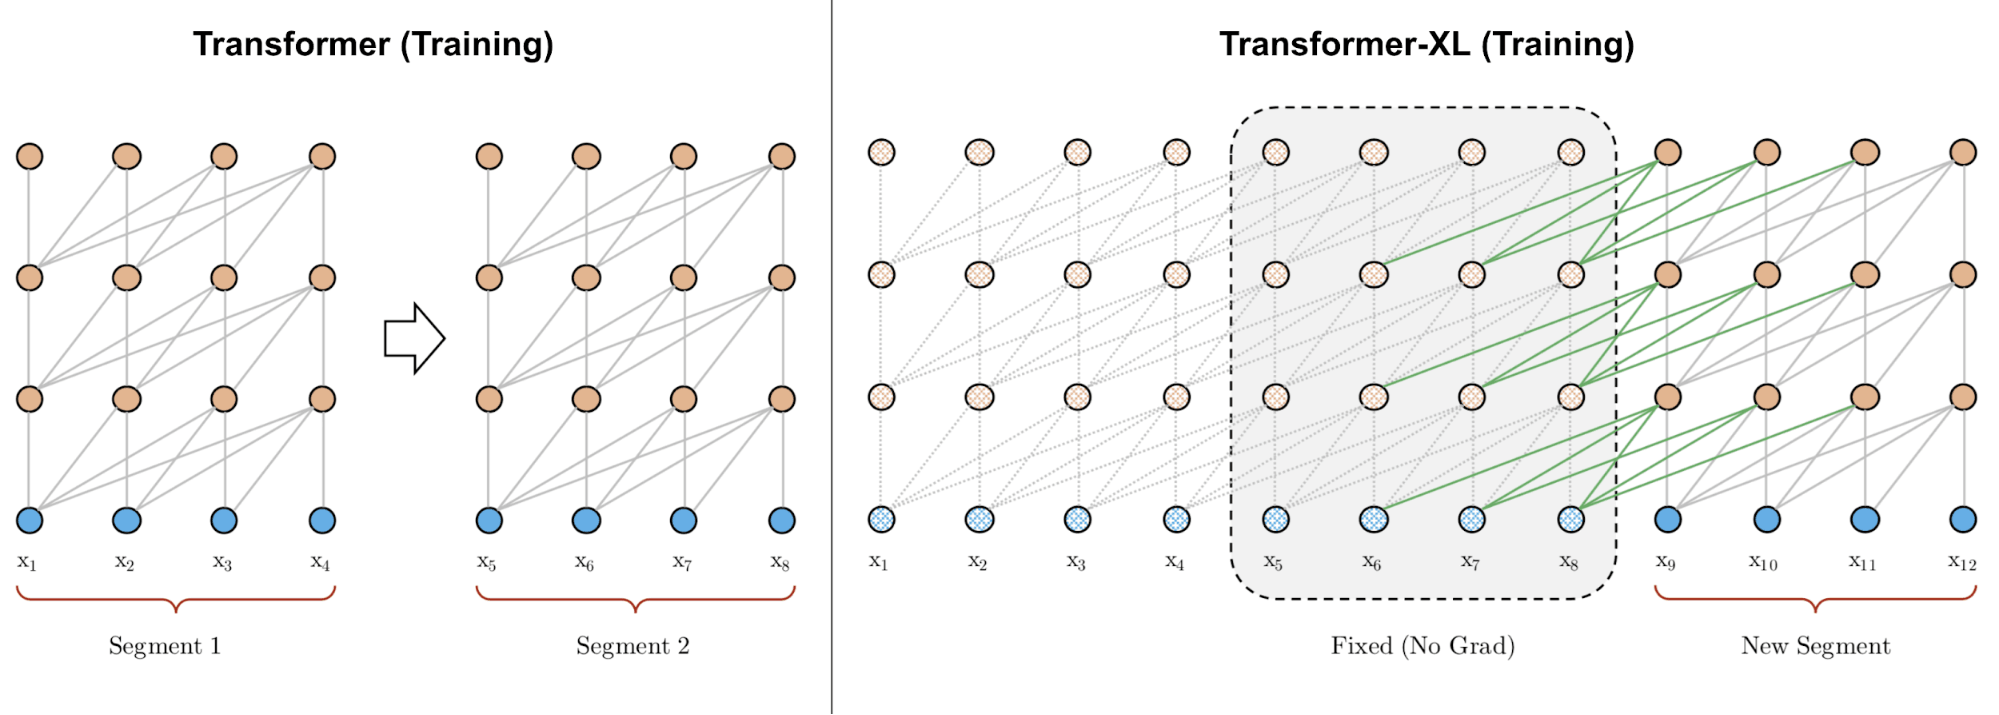 Transformer (Training)
x₁ x₂ x₃ x₄
Segment 1
x₅ x₆ x₇ x₈
Segment 2
Transformer-XL (Training)
x₁ x₂ x₃ x₄ x₅ x₆ x₇ x₈ x₉ x₁₀ x₁₁ x₁₂
Fixed (No Grad)
New Segment